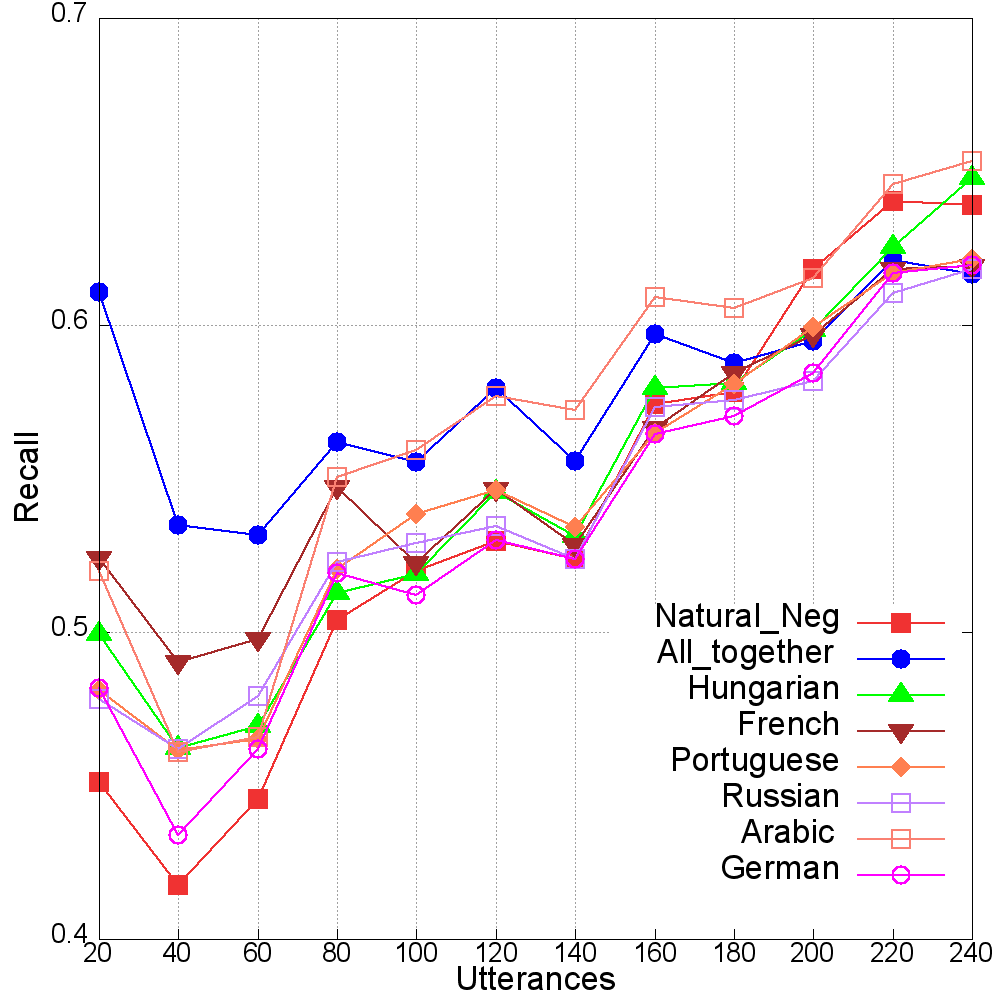 0.7
0.6
0.5
0.4
Recall
Natural_Neg
All_together
Hungarian
French
Portuguese
Russian
Arabic
German
20 40 60 80 100 120 140 160 180 200 220 240
Utterances